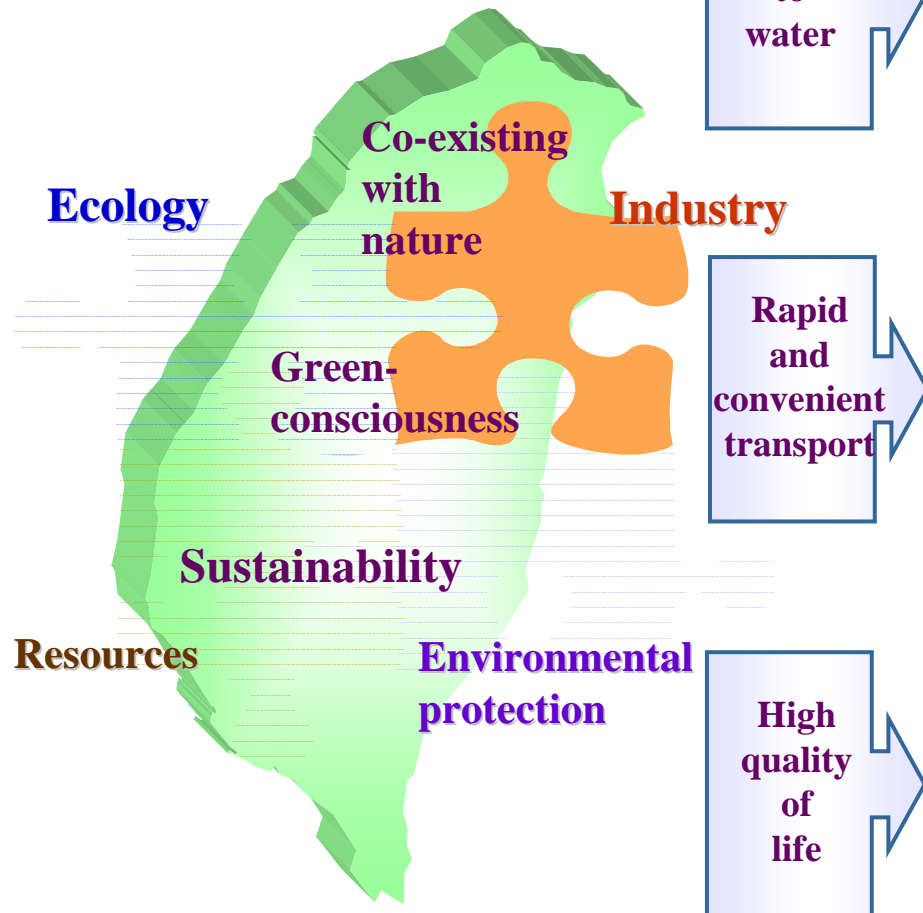 water
Co-existing
with
nature
Ecology
Industry
Green-
consciousness
Sustainability
Resources
Environmental
protection
Rapid
and
convenient
transport
High
quality
of
life